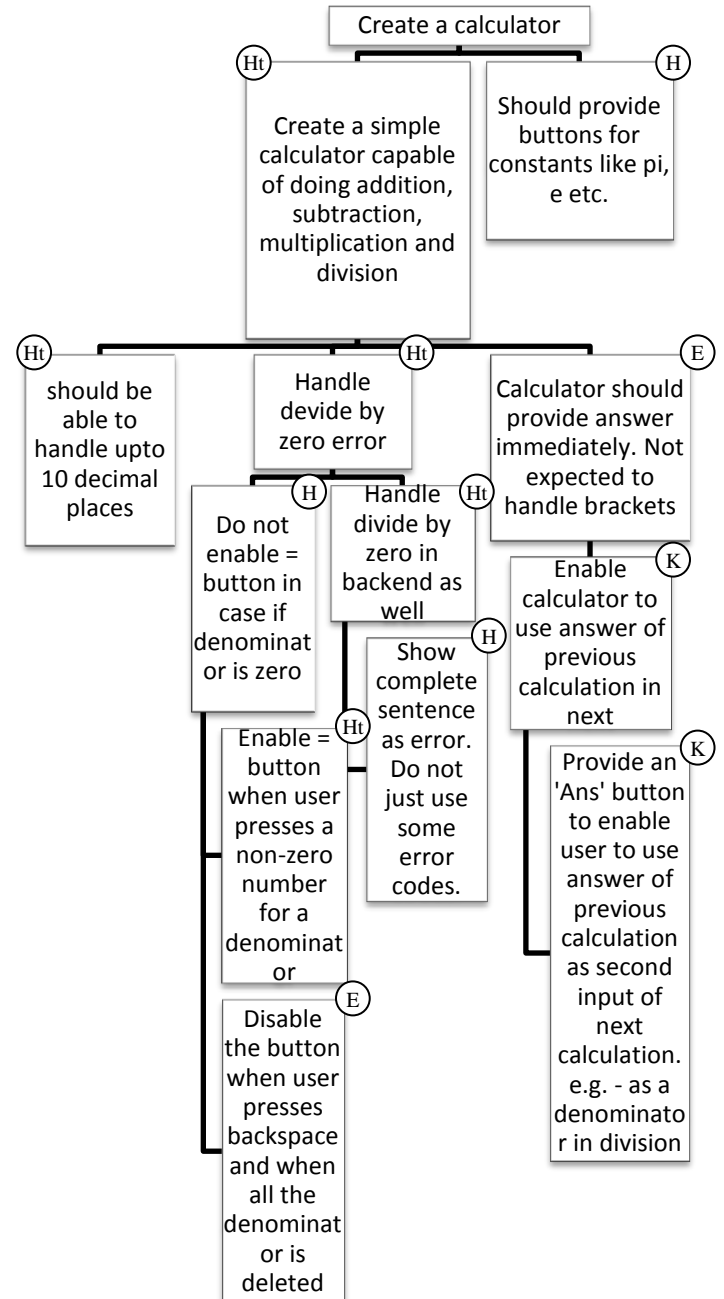 Create a calculator
Ht
Create a simple
calculator capable
of doing addition,
subtraction,
multiplication and
division
H
Should provide
buttons for
constants like pi,
e etc.
Ht
should be
able to
handle upto
10 decimal
places
Ht
Handle
devide by
zero error
E
Calculator should
provide answer
immediately. Not
expected to
handle brackets
H
Do not
enable =
button in
case if
denominat
or is zero
Ht
Handle
divide by
zero in
backend as
well
K
Enable
calculator to
use answer of
previous
calculation in
next
H
Show
complete
sentence
as error.
Do not
just use
some
error
codes.
Ht
Enable =
button
when user
presses a
non-zero
number
for a
denominat
or
K
Provide an
'Ans' button
to enable
user to use
answer of
previous
calculation
as second
input of
next
calculation.
e.g. - as a
denominato
r in division
E
Disable
the button
when user
presses
backspace
and when
all the
denominat
or is
deleted